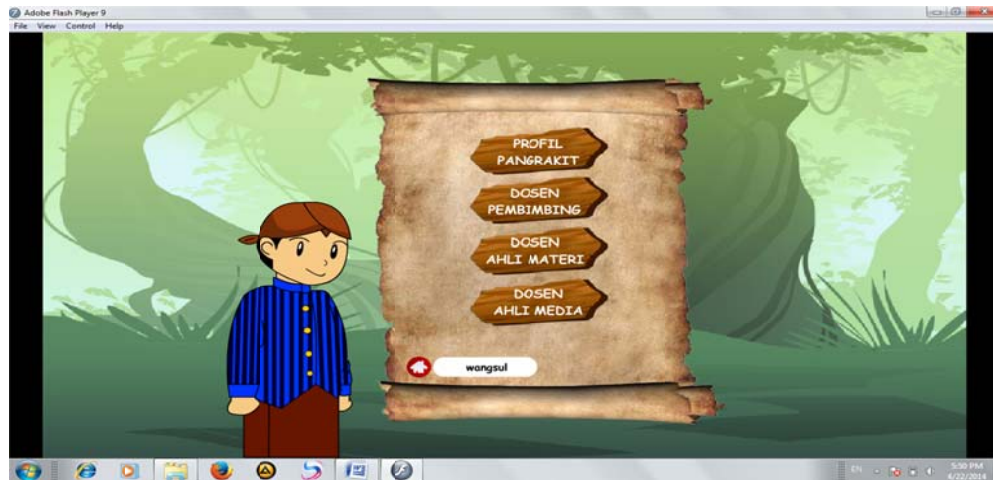 Adobe Flash Player 9
File View Control Help
PROFIL
PANGRAKIT
DOSEN
PEMBIMBING
DOSEN
AHLI MATERI
DOSEN
AHLI MEDIA
wangsul
EN
5:50 PM
6/22/2014